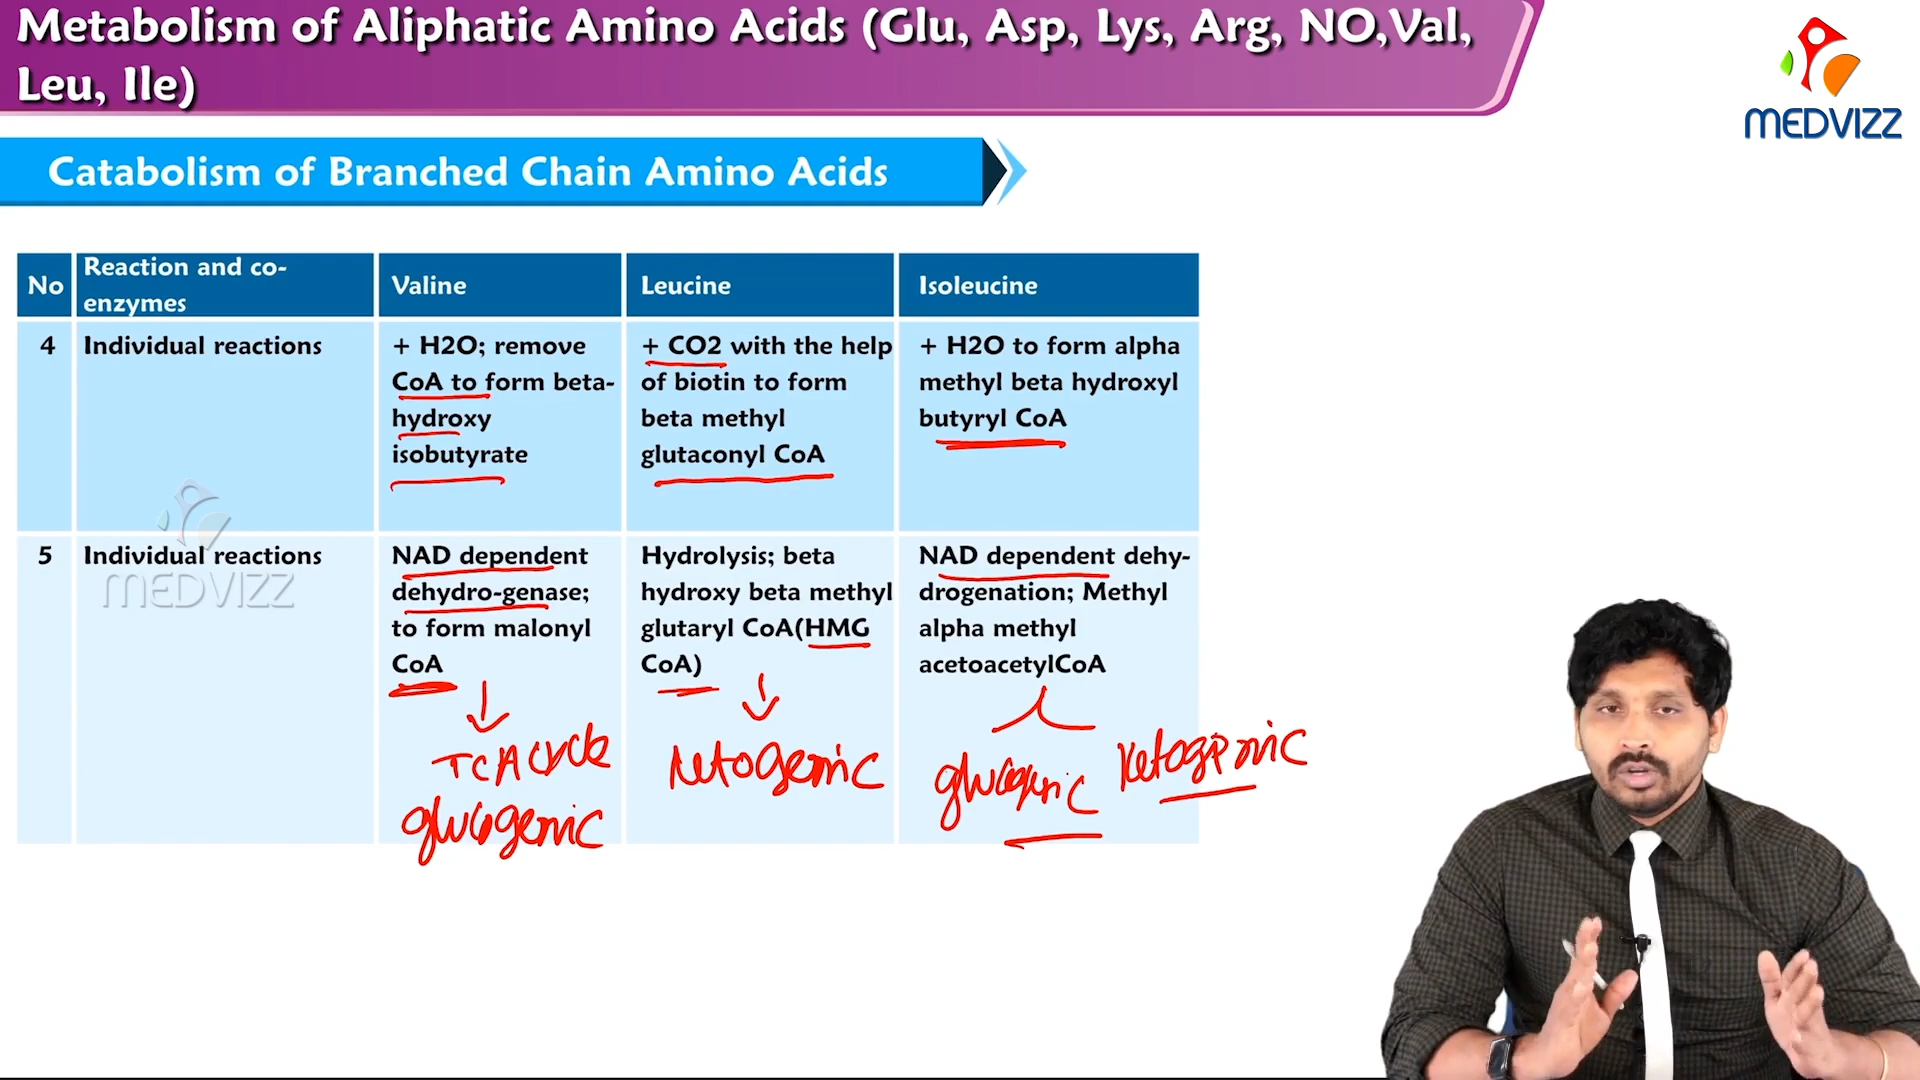 Metabolism of Aliphatic Amino Acids (Glu, Asp, Lys, Arg, NO,Val,
Leu, Ile)
MEDVIZZ
Catabolism of Branched Chain Amino Acids
No
Reaction and co-
enzymes
Valine
Leucine
Isoleucine
4
Individual reactions
+ H2O; remove
CoA to form beta-
hydroxy
isobutyrate
+ CO2 with the help
of biotin to form
beta methyl
glutaconyl CoA
+ H2O to form alpha
methyl beta hydroxyl
butyryl CoA
5
Individual reactions
NAD dependent
dehydro-genase;
to form malonyl
CoA
Hydrolysis; beta
hydroxy beta methyl
glutaryl CoA(HMG
CoA)
NAD dependent dehy-
drogenation; Methyl
alpha methyl
acetoacetylCoA
MEDVIZZ
TCA cycle
glucogenic
ketogenic
glucogenic
ketogenic